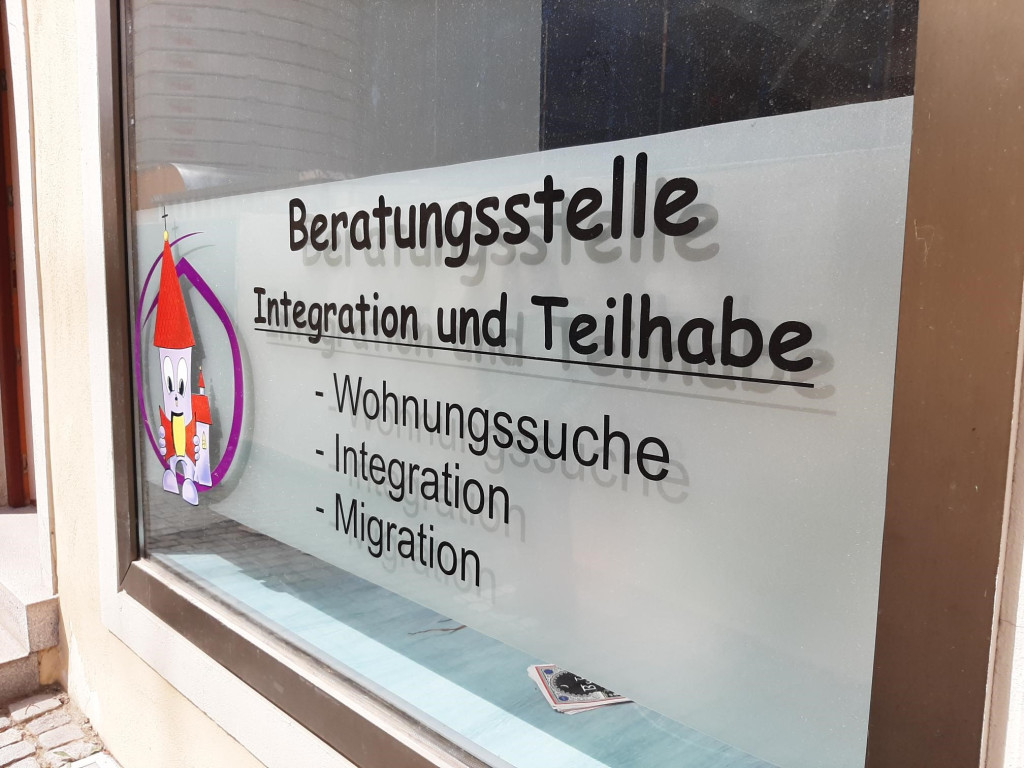 Beratungsstelle
Integration und Teilhabe
- Wohnungssuche
- Integration
- Migration